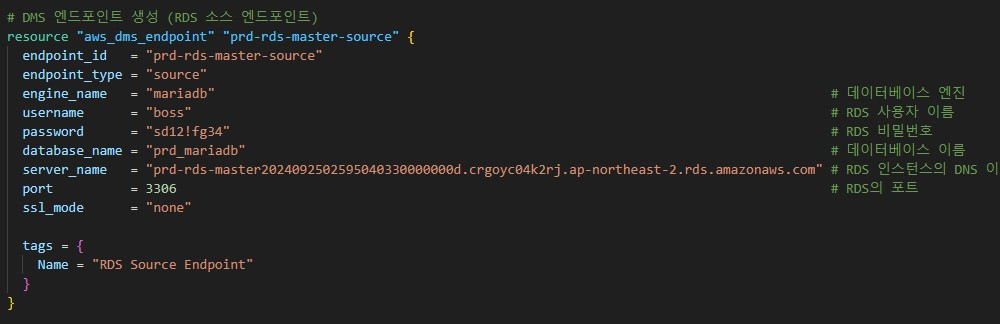 # DMS 엔드포인트 생성 (RDS 소스 엔드포인트)
resource "aws_dms_endpoint" "prd-rds-master-source" {
  endpoint_id   = "prd-rds-master-source"
  endpoint_type = "source"
  engine_name   = "mariadb" # 데이터베이스 엔진
  username      = "boss" # RDS 사용자 이름
  password      = "sd12!fg34" # RDS 비밀번호
  database_name = "prd_mariadb" # 데이터베이스 이름
  server_name   = "prd-rds-master20240925025950403300000000d.crgoyc04k2rj.ap-northeast-2.rds.amazonaws.com" # RDS 인스턴스의 DNS 이
  port          = 3306 # RDS의 포트
  ssl_mode      = "none"
  tags = {
    Name = "RDS Source Endpoint"
  }
}